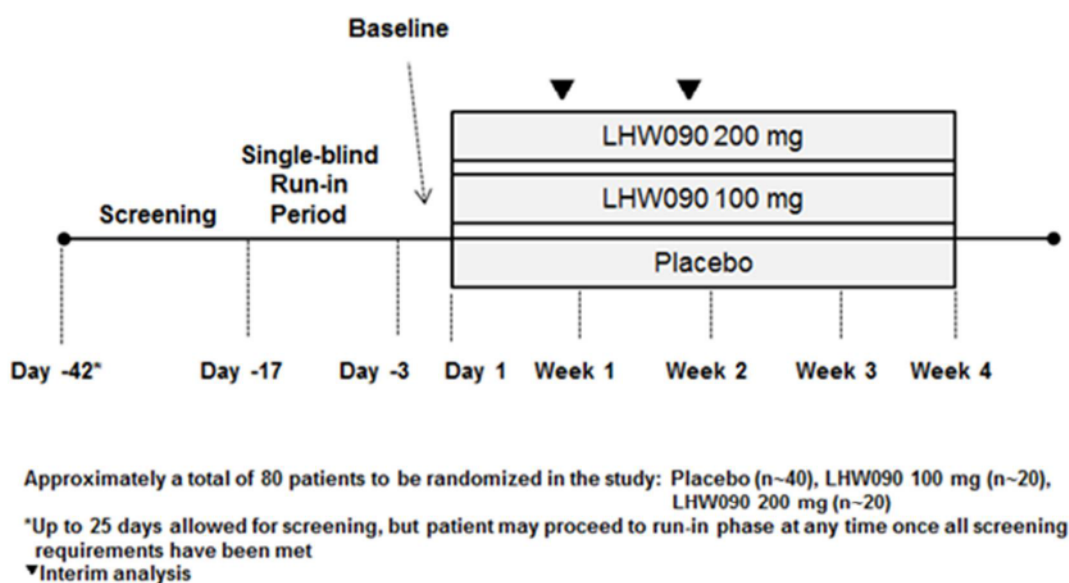 Baseline
LHW090 200 mg
Single-blind
Run-in
Period
LHW090 100 mg
Screening
Placebo
Day -42*
Day -17
Day -3
Day 1
Week 1
Week 2
Week 3
Week 4
Approximately a total of 80 patients to be randomized in the study: Placebo (n~40), LHW090 100 mg (n~20),
LHW090 200 mg (n~20)
*Up to 25 days allowed for screening, but patient may proceed to run-in phase at any time once all screening
requirements have been met
▼Interim analysis